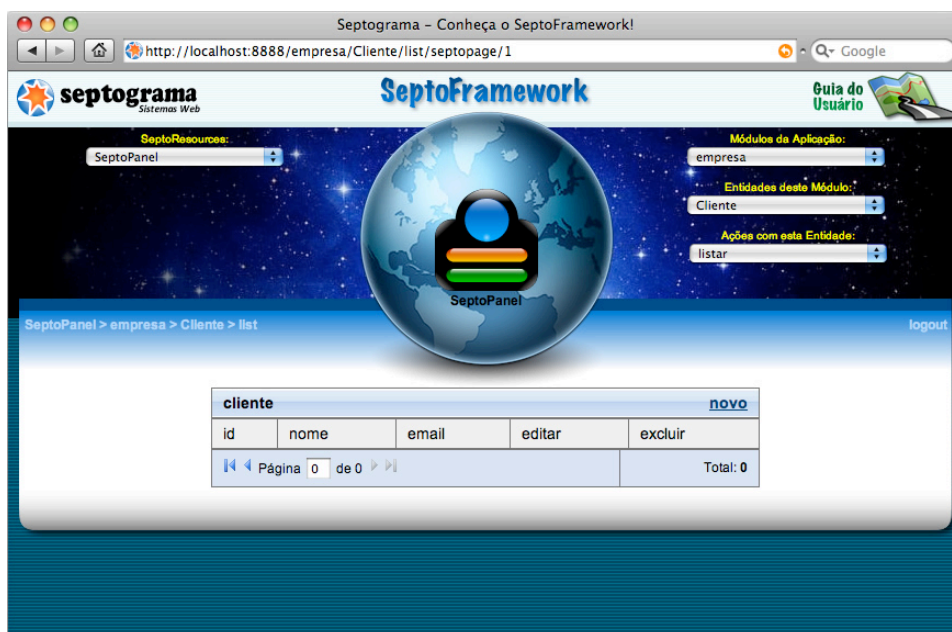 Septograma – Conheça o SeptoFramework!
http://localhost:8888/empresa/Cliente/list/septopage/1
Google
septograma
Sistemas Web
SeptoFramework
Guia do
Usuário
SeptoResources:
SeptoPanel
Módulos da Aplicação:
empresa
Entidades deste Módulo:
Cliente
Ações com esta Entidade:
listar
SeptoPanel
SeptoPanel > empresa > Cliente > list
logout
cliente novo
id nome email editar excluir
Página 0 de 0 Total: 0